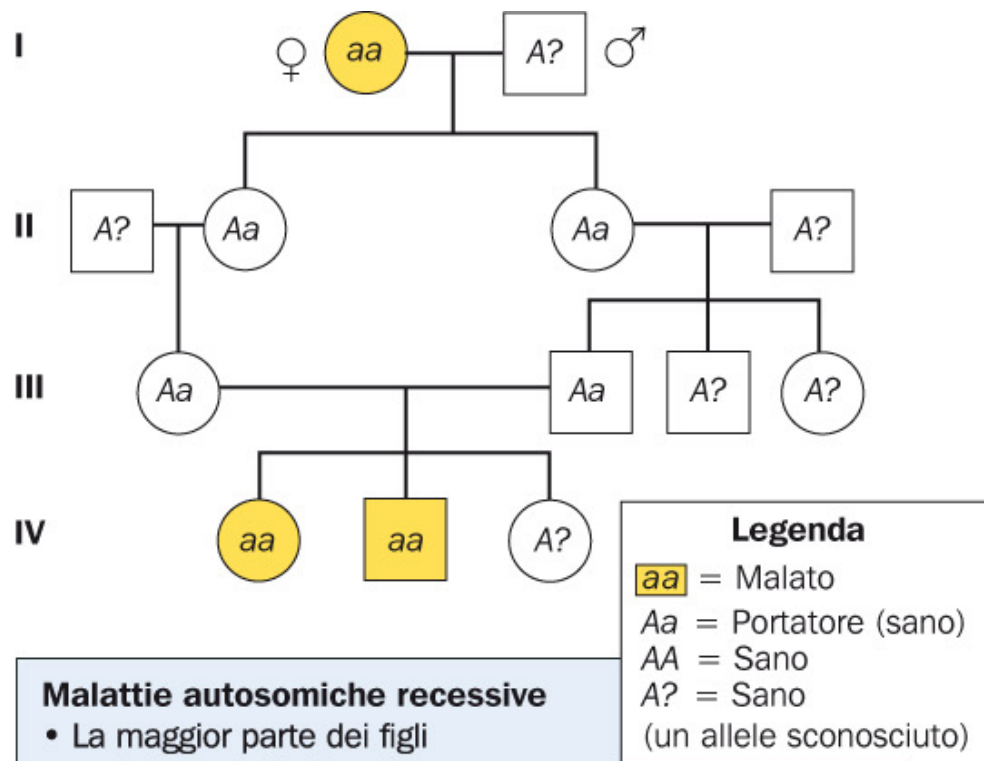 I
♀ aa A? ♂
II
A? Aa Aa A?
III
Aa Aa A? A?
IV
aa aa A?
Legenda
aa = Malato
Aa = Portatore (sano)
AA = Sano
A? = Sano
(un allele sconosciuto)
Malattie autosomiche recessive
• La maggior parte dei figli